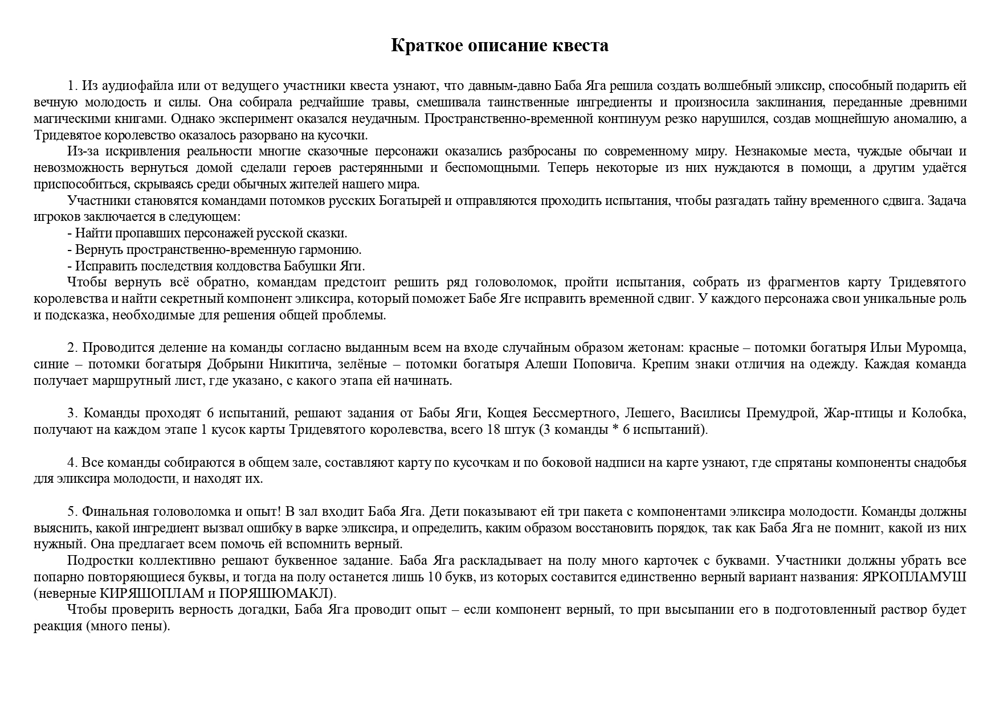 Краткое описание квеста
1. Из аудиофайла или от ведущего участники квеста узнают, что давным-давно Баба Яга решила создать волшебный эликсир, способный подарить ей
вечную молодость и силы. Она собирала редчайшие травы, смешивала таинственные ингредиенты и произносила заклинания, переданные древними
магическими книгами. Однако эксперимент оказался неудачным. Пространственно-временной континуум резко нарушился, создав мощнейшую аномалию, а
Тридевятое королевство оказалось разорвано на кусочки.
Из-за искривления реальности многие сказочные персонажи оказались разбросаны по современному миру. Незнакомые места, чуждые обычаи и
невозможность вернуться домой сделали героев растерянными и беспомощными. Теперь некоторые из них нуждаются в помощи, а другим удаётся
приспособиться, скрываясь среди обычных жителей нашего мира.
Участники становятся командами потомков русских Богатырей и отправляются проходить испытания, чтобы разгадать тайну временного сдвига. Задача
игроков заключается в следующем:
- Найти пропавших персонажей русской сказки.
- Вернуть пространственно-временную гармонию.
- Исправить последствия колдовства Бабушки Яги.
Чтобы вернуть всё обратно, командам предстоит решить ряд головоломок, пройти испытания, собрать из фрагментов карту Тридевятого
королевства и найти секретный компонент эликсира, который поможет Бабе Яге исправить временной сдвиг. У каждого персонажа свои уникальные роль
и подсказка, необходимые для решения общей проблемы.
2. Проводится деление на команды согласно выданным всем на входе случайным образом жетонам: красные – потомки богатыря Ильи Муромца,
синие – потомки богатыря Добрыни Никитича, зелёные – потомки богатыря Алеши Поповича. Крепим знаки отличия на одежду. Каждая команда
получает маршрутный лист, где указано, с какого этапа ей начинать.
3. Команды проходят 6 испытаний, решают задания от Бабы Яги, Кощея Бессмертного, Лешего, Василисы Премудрой, Жар-птицы и Колобка,
получают на каждом этапе 1 кусок карты Тридевятого королевства, всего 18 штук (3 команды * 6 испытаний).
4. Все команды собираются в общем зале, составляют карту по кусочкам и по боковой надписи на карте узнают, где спрятаны компоненты снадобья
для эликсира молодости, и находят их.
5. Финальная головоломка и опыт! В зал входит Баба Яга. Дети показывают ей три пакета с компонентами эликсира молодости. Команды должны
выяснить, какой ингредиент вызвал ошибку в варке эликсира, и определить, каким образом восстановить порядок, так как Баба Яга не помнит, какой из них
нужный. Она предлагает всем помочь ей вспомнить верный.
Подростки коллективно решают буквенное задание. Баба Яга раскладывает на полу много карточек с буквами. Участники должны убрать все
попарно повторяющиеся буквы, и тогда на полу останется лишь 10 букв, из которых составится единственно верный вариант названия: ЯРКОПЛАМУШ
(неверные КИРЯШОПЛАМ и ПОРЯШЮМАКЛ).
Чтобы проверить верность догадки, Баба Яга проводит опыт – если компонент верный, то при высыпании его в подготовленный раствор будет
реакция (много пены).